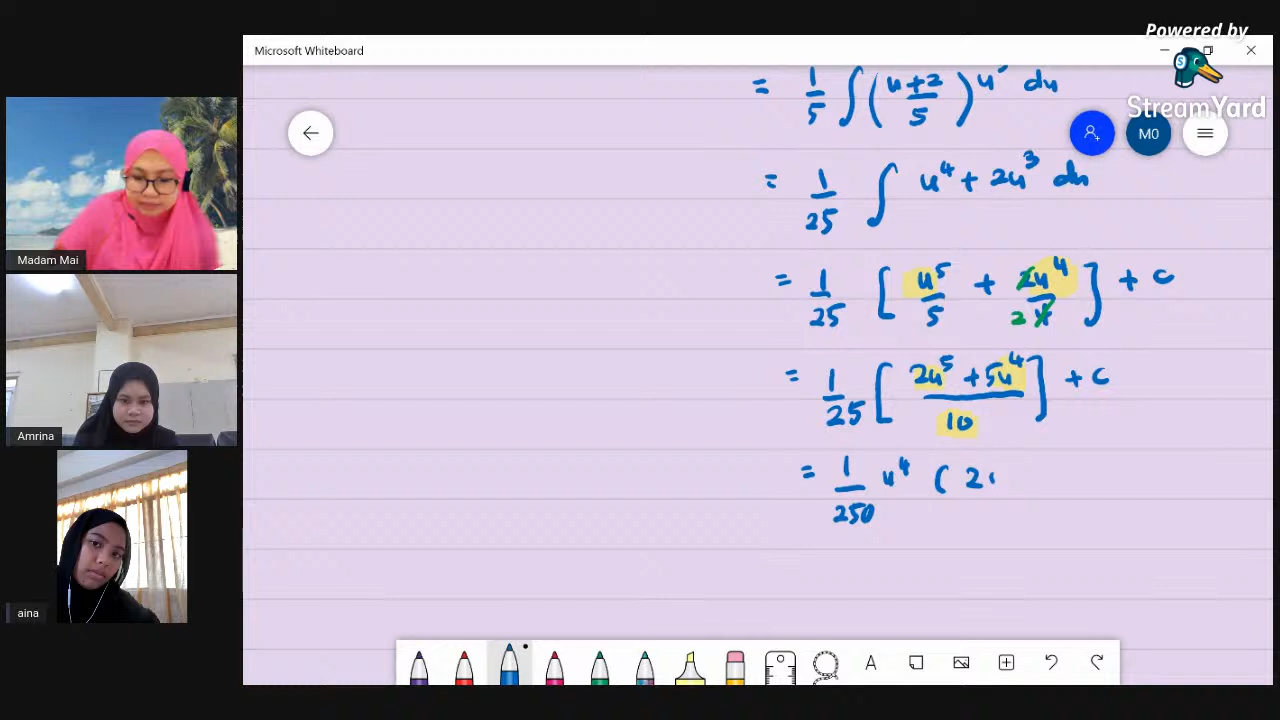 Powered by
StreamYard
Microsoft Whiteboard
M0
= 1/5 ∫ ( (u+2)/5 ) u³ du
= 1/25 ∫ u⁴ + 2u³ du
= 1/25 [ u⁵/5 + 2u⁴/4 2 ] + c
= 1/25 [ (2u⁵ + 5u⁴)/10 ] + c
= 1/250 u⁴ ( 2
Madam Mai
Amrina
aina
A